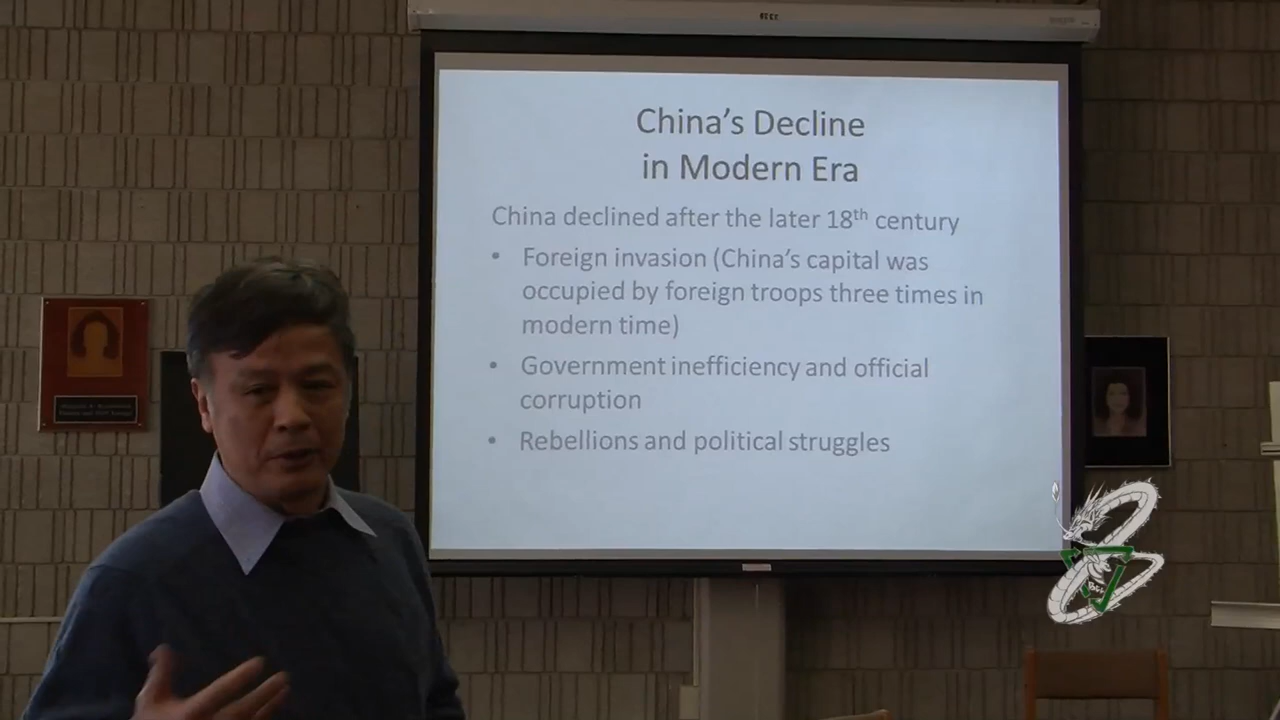 China's Decline
in Modern Era
China declined after the later 18th century
• Foreign invasion (China's capital was
occupied by foreign troops three times in
modern time)
• Government inefficiency and official
corruption
• Rebellions and political struggles